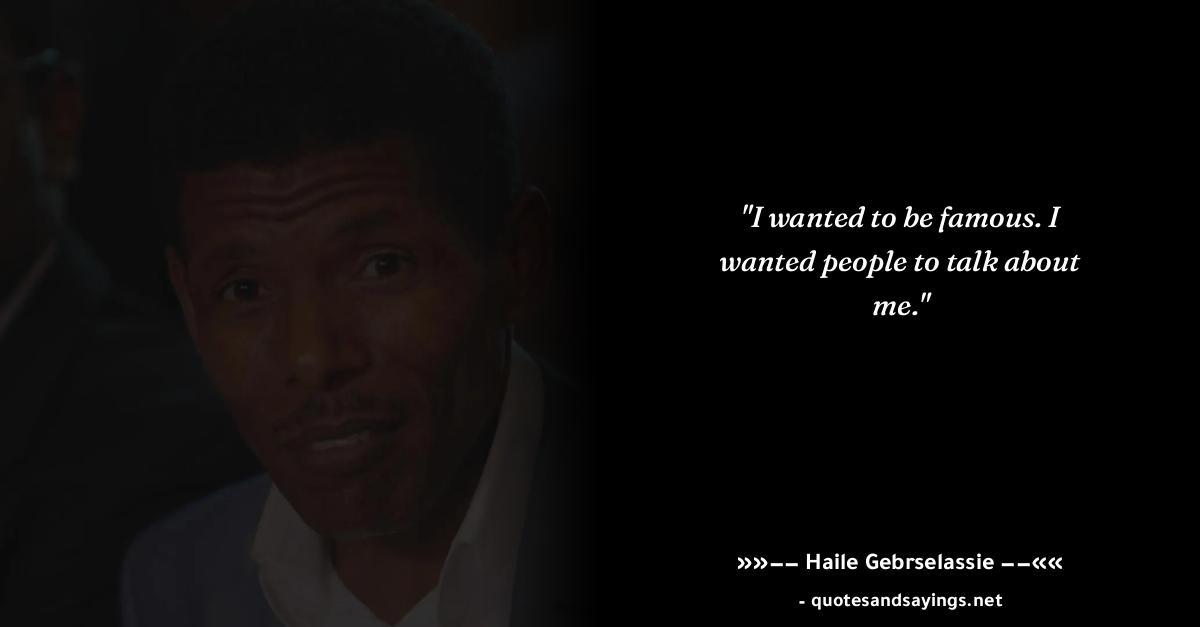 "I wanted to be famous. I
wanted people to talk about
me."
»»−− Haile Gebrselassie −−««
- quotesandsayings.net